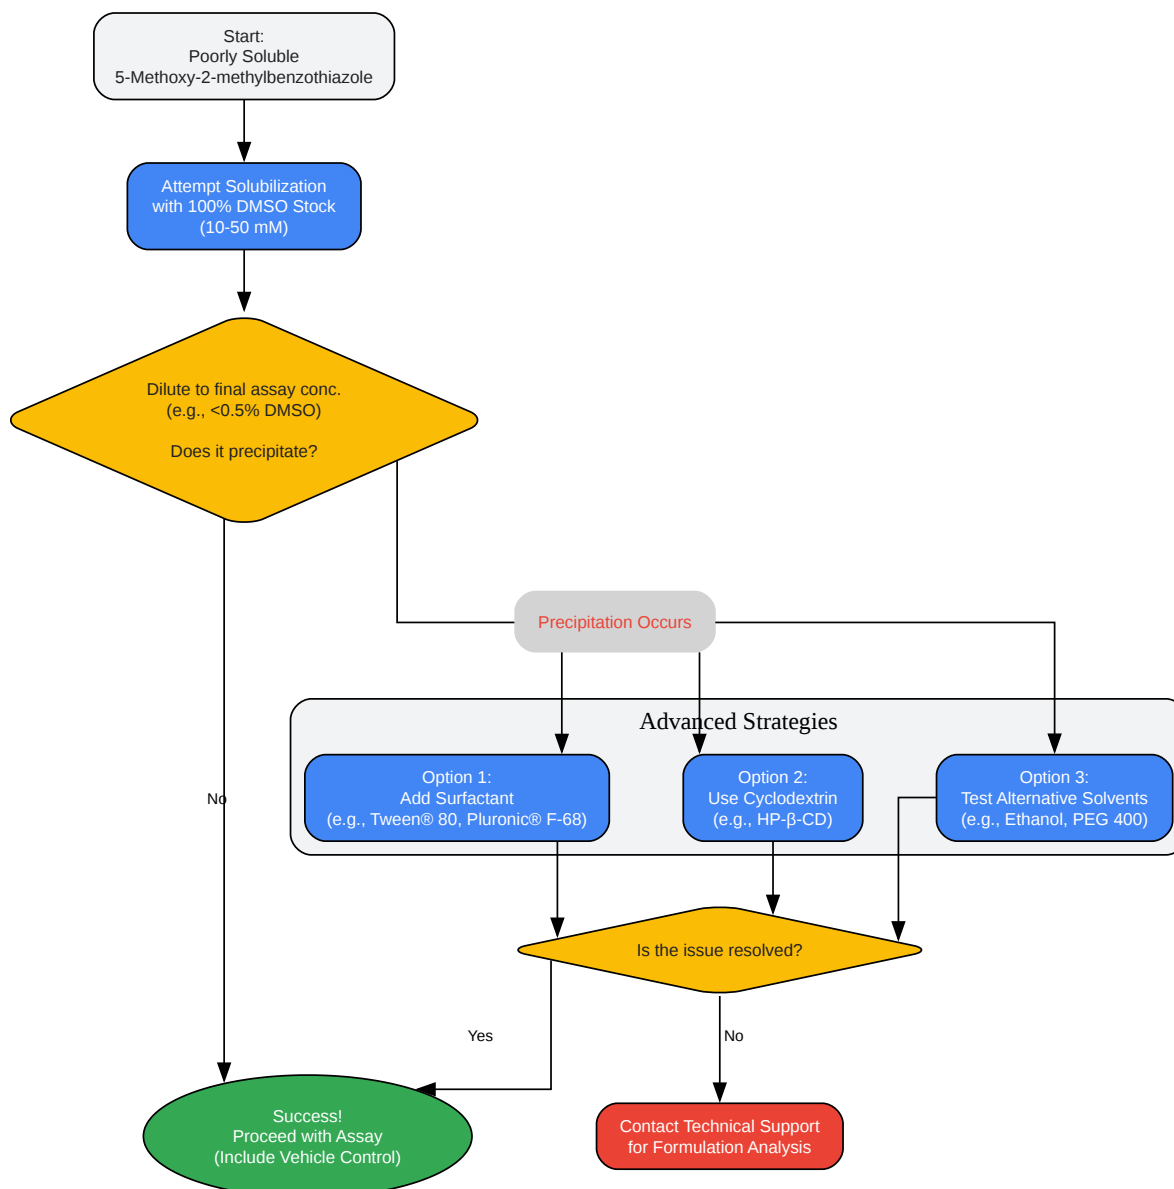 Start:
Poorly Soluble
5-Methoxy-2-methylbenzothiazole
Attempt Solubilization
with 100% DMSO Stock
(10-50 mM)
Dilute to final assay conc.
(e.g., <0.5% DMSO)
Does it precipitate?
Precipitation Occurs
Advanced Strategies
Option 1:
Add Surfactant
(e.g., Tween® 80, Pluronic® F-68)
Option 2:
Use Cyclodextrin
(e.g., HP-β-CD)
Option 3:
Test Alternative Solvents
(e.g., Ethanol, PEG 400)
No
Is the issue resolved?
Yes
No
Success!
Proceed with Assay
(Include Vehicle Control)
Contact Technical Support
for Formulation Analysis